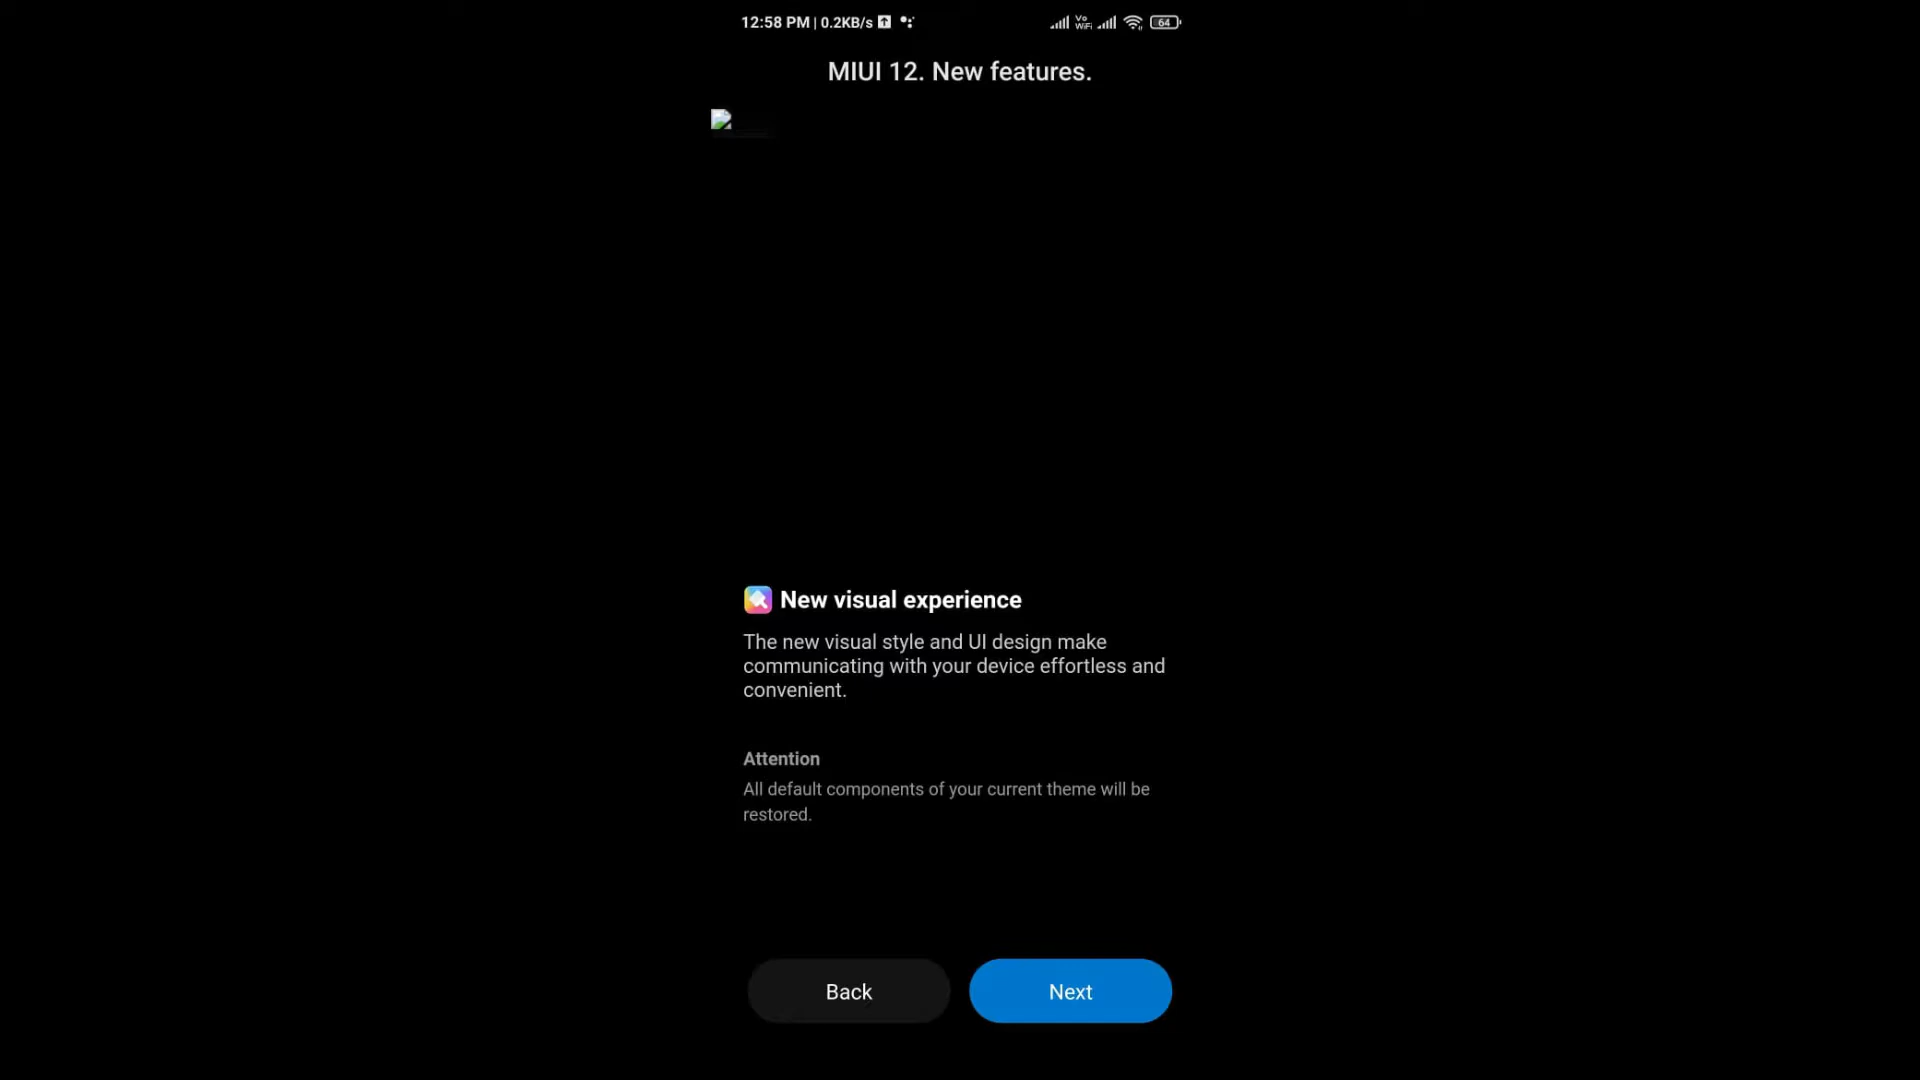 12:58 PM | 0.2KB/s
Vo WiFi 64
MIUI 12. New features.
New visual experience
The new visual style and UI design make
communicating with your device effortless and
convenient.
Attention
All default components of your current theme will be
restored.
Back Next